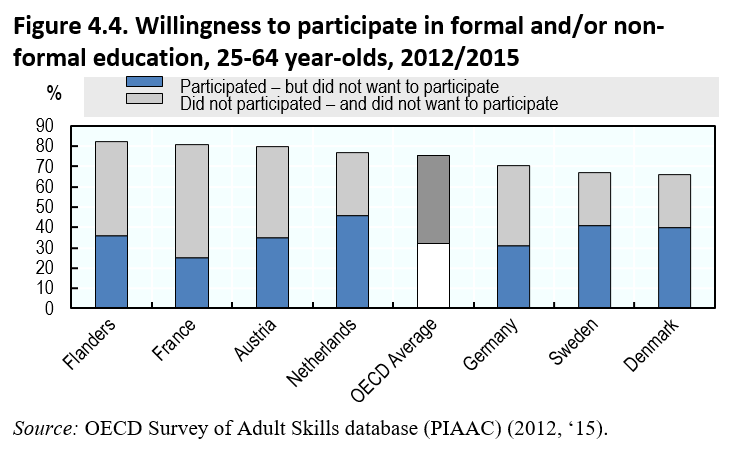 Figure 4.4. Willingness to participate in formal and/or non-
formal education, 25-64 year-olds, 2012/2015
%
Participated – but did not want to participate
Did not participated – and did not want to participate
90
80
70
60
50
40
30
20
10
0
Flanders
France
Austria
Netherlands
OECD Average
Germany
Sweden
Denmark
Source: OECD Survey of Adult Skills database (PIAAC) (2012, ‘15).